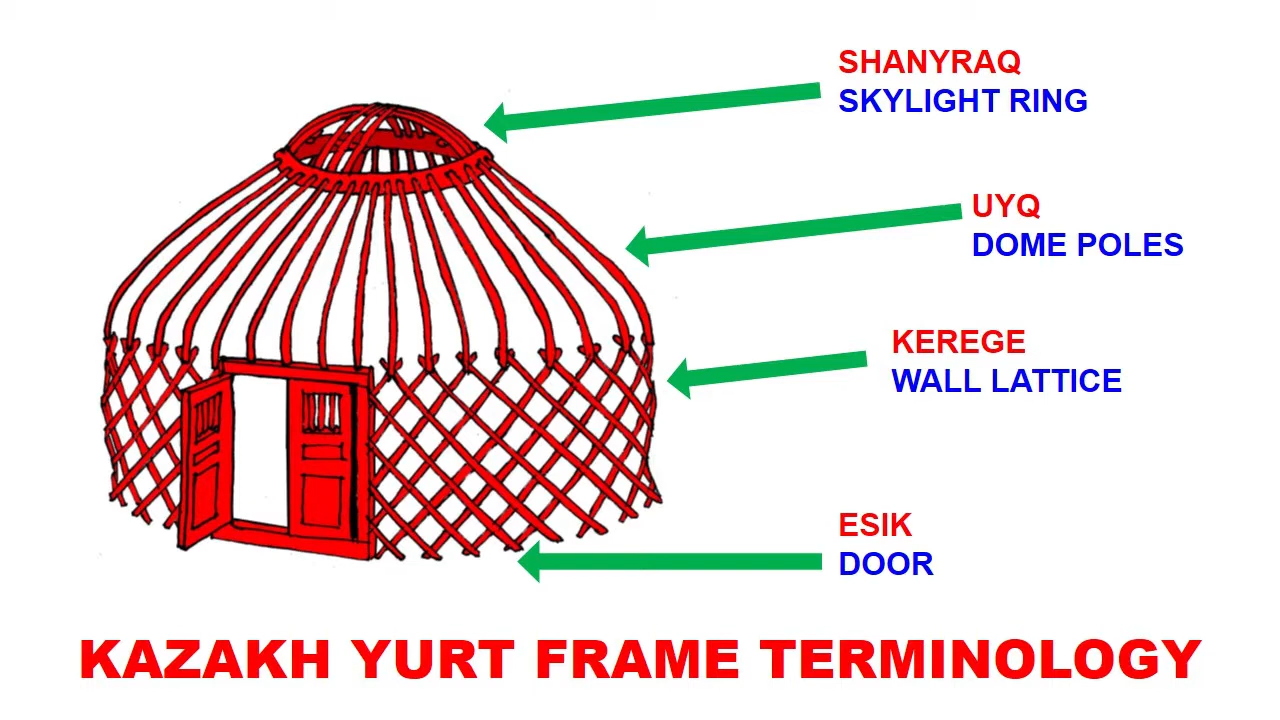 SHANYRAQ
SKYLIGHT RING
UYQ
DOME POLES
KEREGE
WALL LATTICE
ESIK
DOOR
KAZAKH YURT FRAME TERMINOLOGY